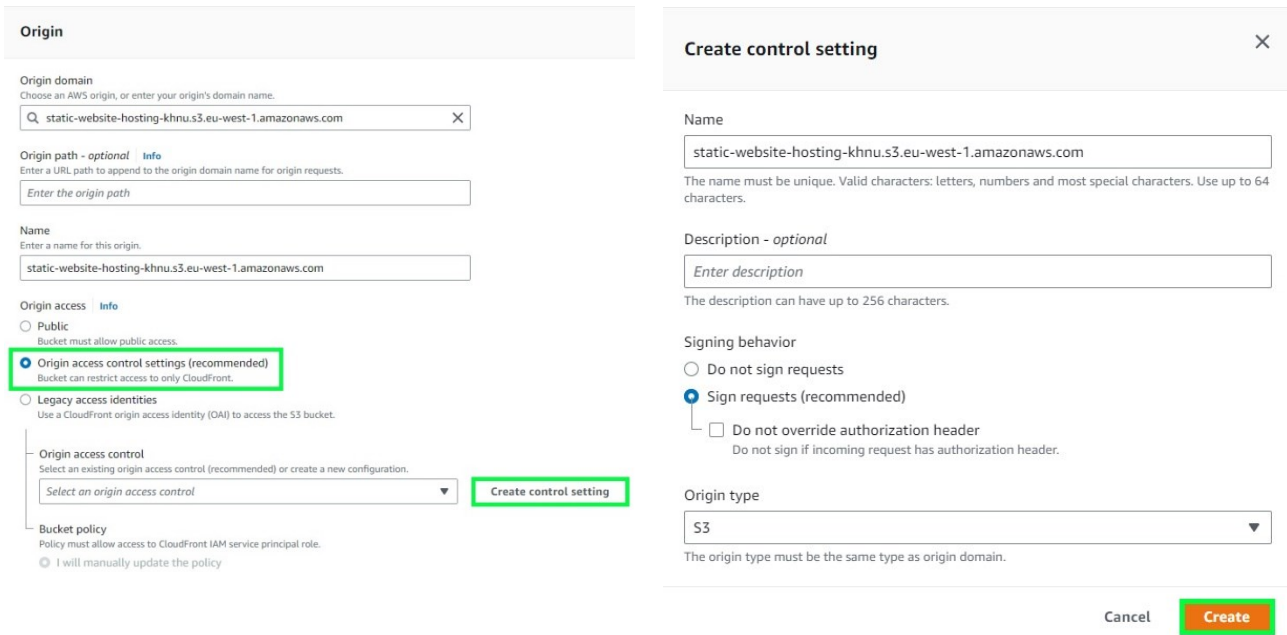 Origin
Origin domain
Choose an AWS origin, or enter your origin's domain name.
static-website-hosting-khnu.s3.eu-west-1.amazonaws.com
Origin path - optional Info
Enter a URL path to append to the origin domain name for origin requests.
Enter the origin path
Name
Enter a name for this origin.
static-website-hosting-khnu.s3.eu-west-1.amazonaws.com
Origin access Info
Public
Bucket must allow public access.
Origin access control settings (recommended)
Bucket can restrict access to only CloudFront.
Legacy access identities
Use a CloudFront origin access identity (OAI) to access the S3 bucket.
Origin access control
Select an existing origin access control (recommended) or create a new configuration.
Select an origin access control
Create control setting
Bucket policy
Policy must allow access to CloudFront IAM service principal role.
I will manually update the policy
Create control setting
Name
static-website-hosting-khnu.s3.eu-west-1.amazonaws.com
The name must be unique. Valid characters: letters, numbers and most special characters. Use up to 64
characters.
Description - optional
Enter description
The description can have up to 256 characters.
Signing behavior
Do not sign requests
Sign requests (recommended)
Do not override authorization header
Do not sign if incoming request has authorization header.
Origin type
S3
The origin type must be the same type as origin domain.
Cancel
Create